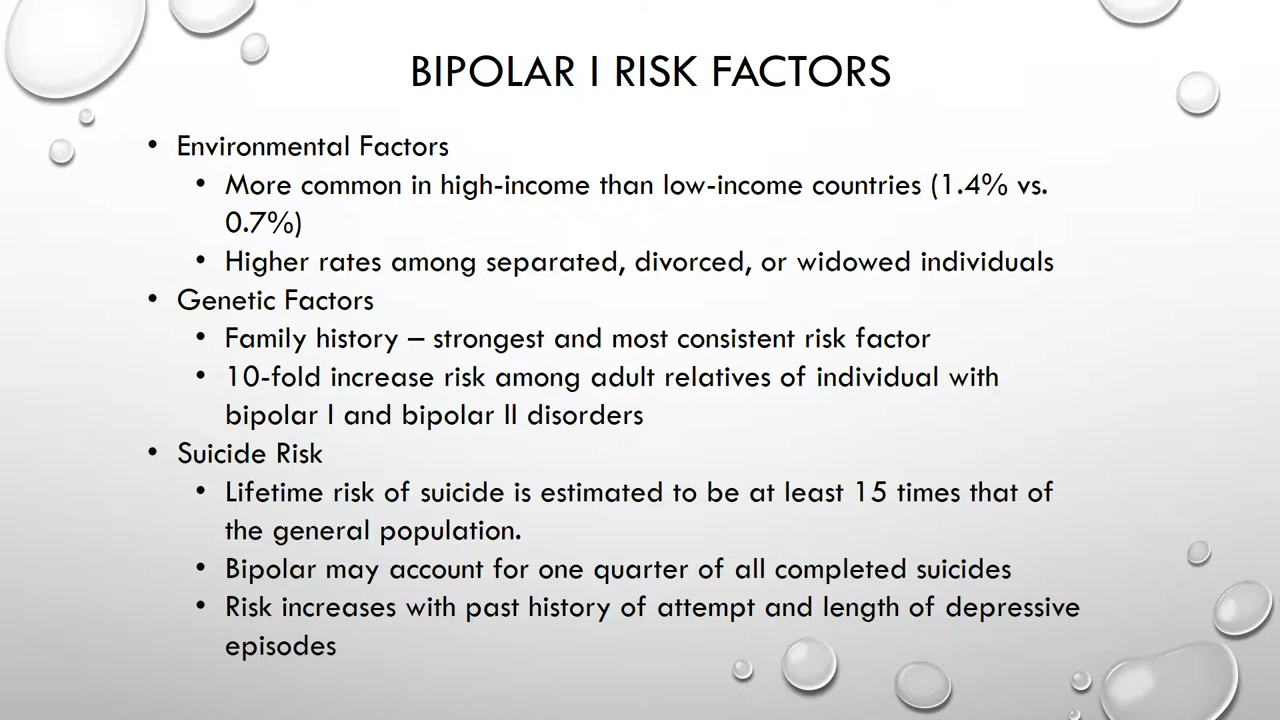 BIPOLAR I RISK FACTORS
• Environmental Factors
• More common in high-income than low-income countries (1.4% vs.
0.7%)
• Higher rates among separated, divorced, or widowed individuals
• Genetic Factors
• Family history – strongest and most consistent risk factor
• 10-fold increase risk among adult relatives of individual with
bipolar I and bipolar II disorders
• Suicide Risk
• Lifetime risk of suicide is estimated to be at least 15 times that of
the general population.
• Bipolar may account for one quarter of all completed suicides
• Risk increases with past history of attempt and length of depressive
episodes